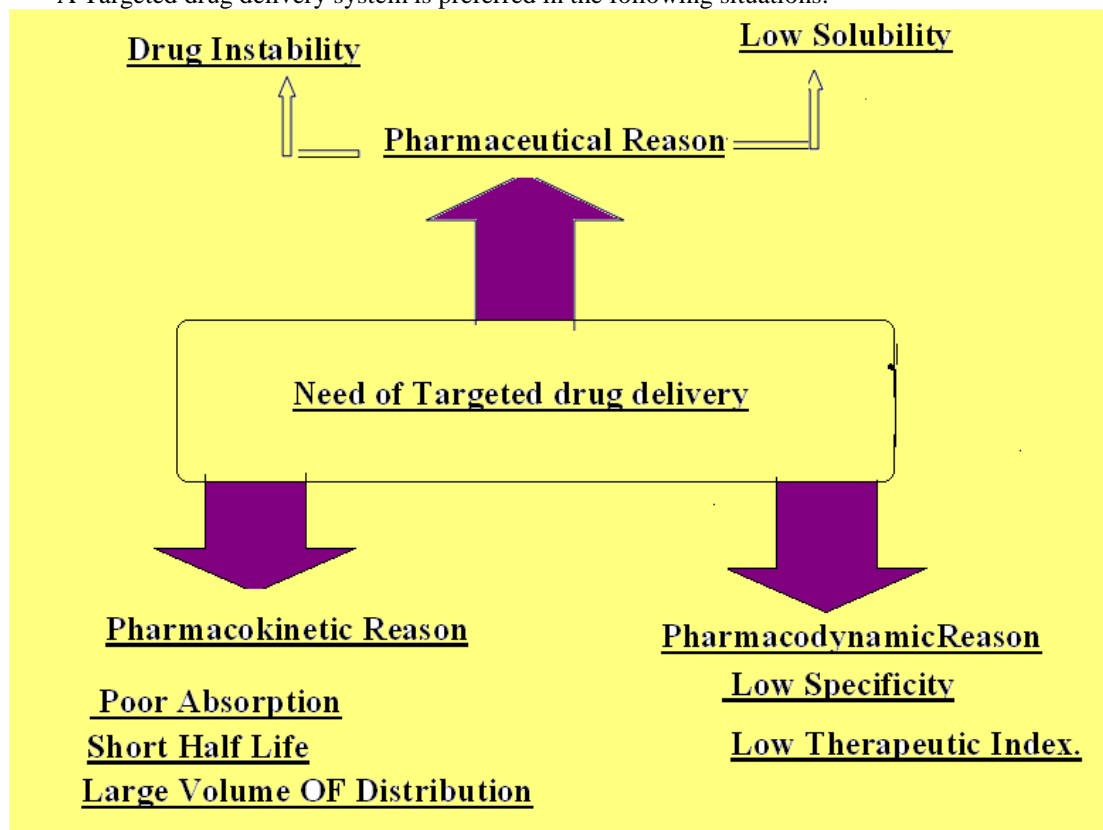 A Targeted drug delivery system is preferred in the following situations:
Drug Instability
Low Solubility
Pharmaceutical Reason
Need of Targeted drug delivery
Pharmacokinetic Reason
Poor Absorption
Short Half Life
Large Volume OF Distribution
PharmacodynamicReason
Low Specificity
Low Therapeutic Index.